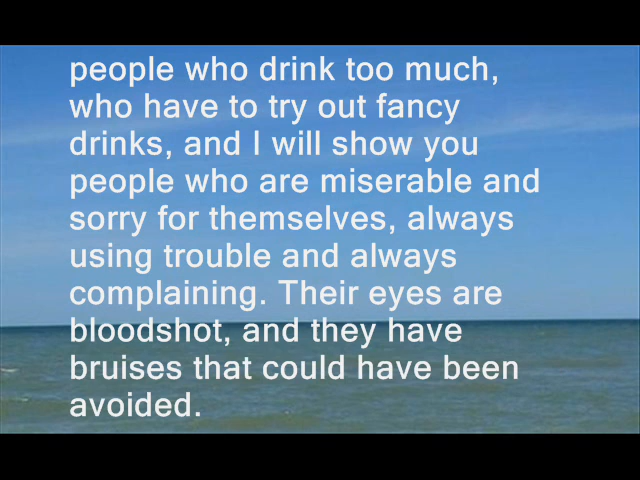 people who drink too much,
who have to try out fancy
drinks, and I will show you
people who are miserable and
sorry for themselves, always
using trouble and always
complaining. Their eyes are
bloodshot, and they have
bruises that could have been
avoided.